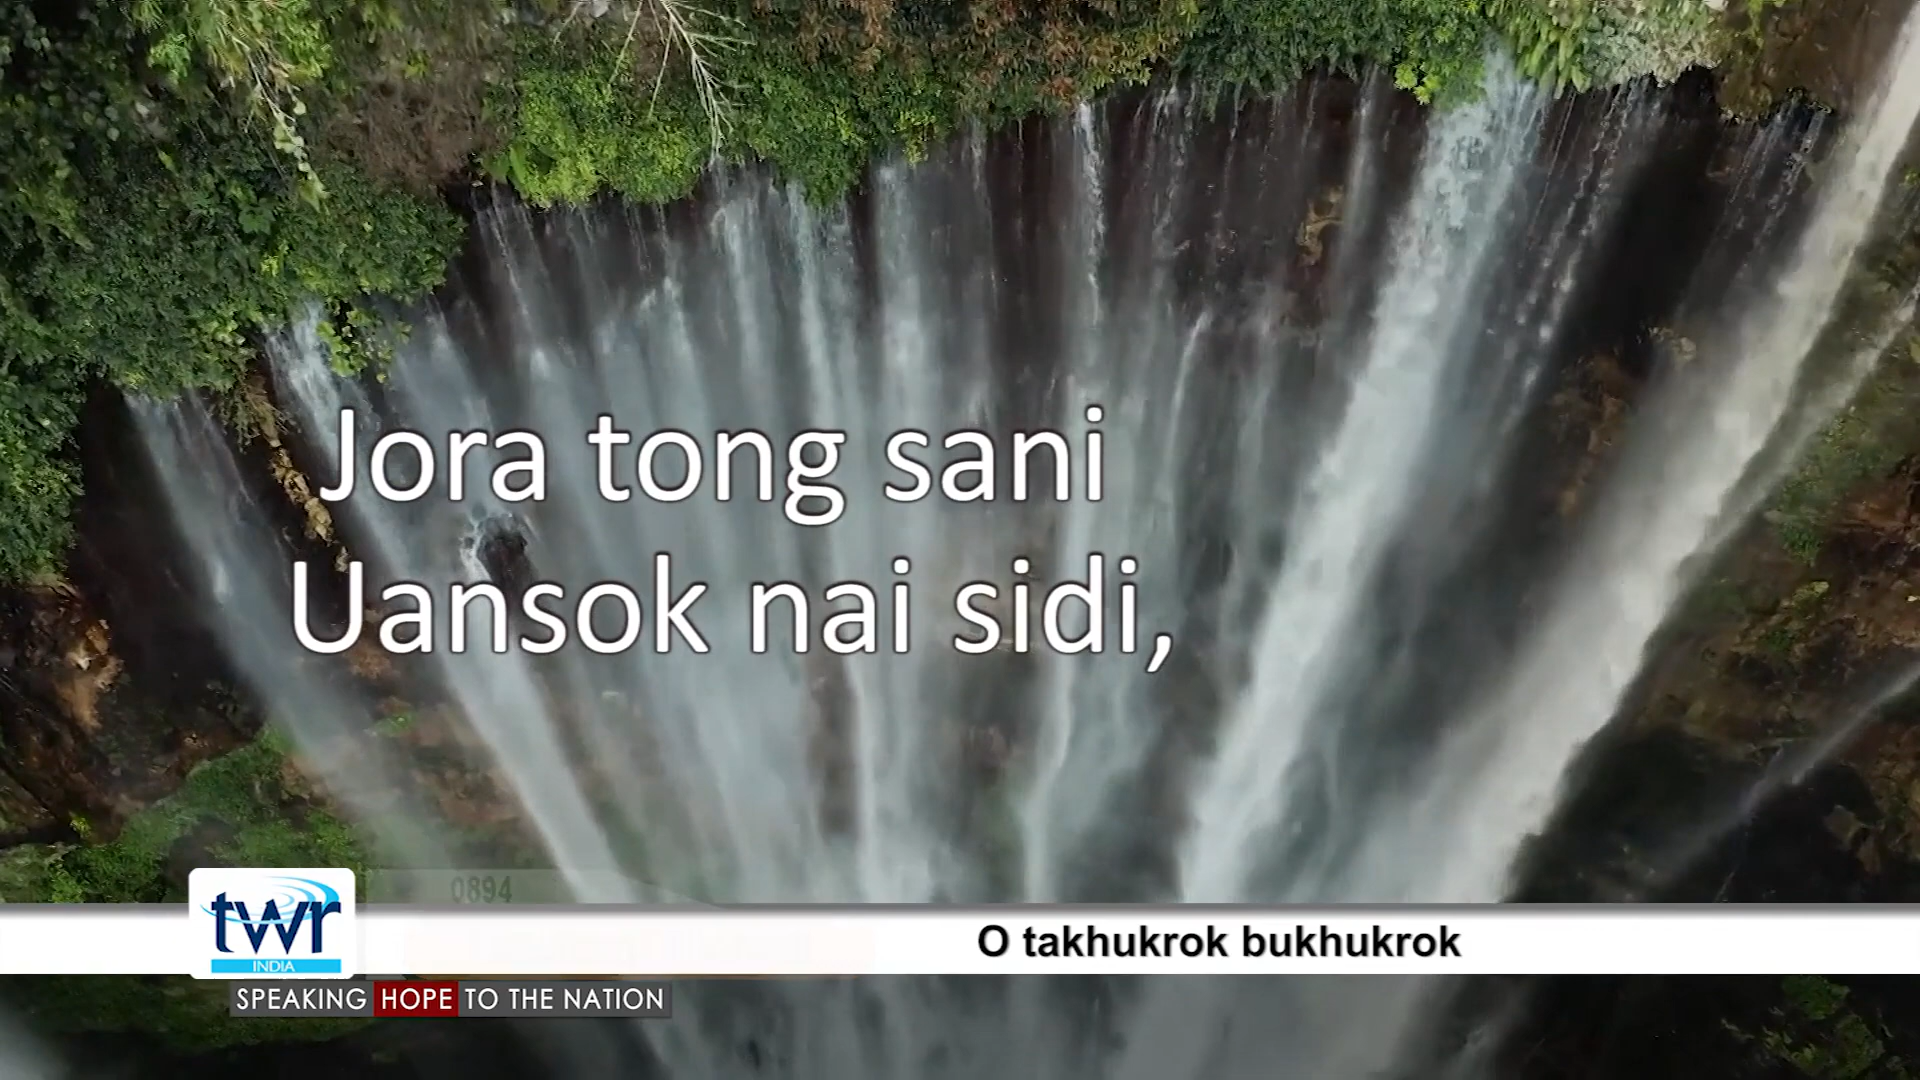 Jora tong sani
Uansok nai sidi,
0894
twr
INDIA
O takhukrok bukhukrok
SPEAKING HOPE TO THE NATION